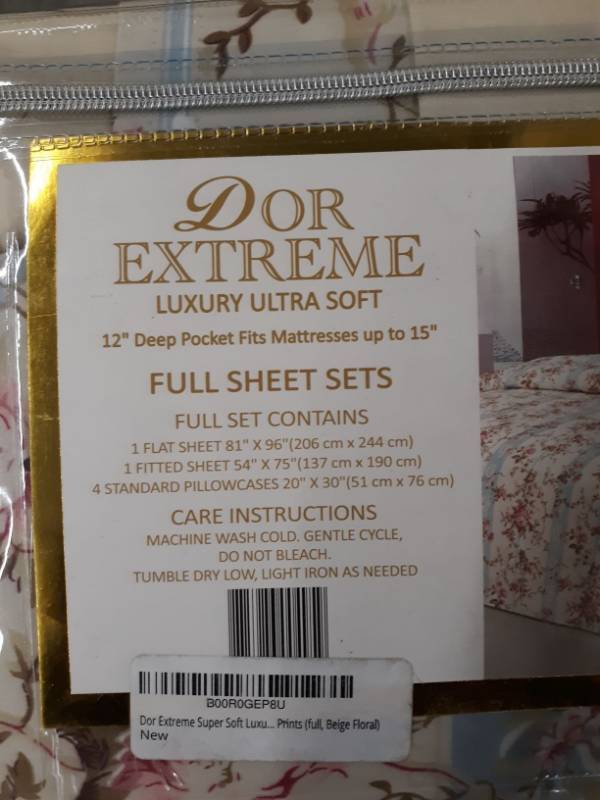 Dor
EXTREME
LUXURY ULTRA SOFT
12" Deep Pocket Fits Mattresses up to 15"
FULL SHEET SETS
FULL SET CONTAINS
1 FLAT SHEET 81" X 96"(206 cm x 244 cm)
1 FITTED SHEET 54" X 75"(137 cm x 190 cm)
4 STANDARD PILLOWCASES 20" X 30"(51 cm x 76 cm)
CARE INSTRUCTIONS
MACHINE WASH COLD. GENTLE CYCLE,
DO NOT BLEACH.
TUMBLE DRY LOW, LIGHT IRON AS NEEDED
B00R0GEP8U
Dor Extreme Super Soft Luxu... Prints (full, Beige Floral)
New